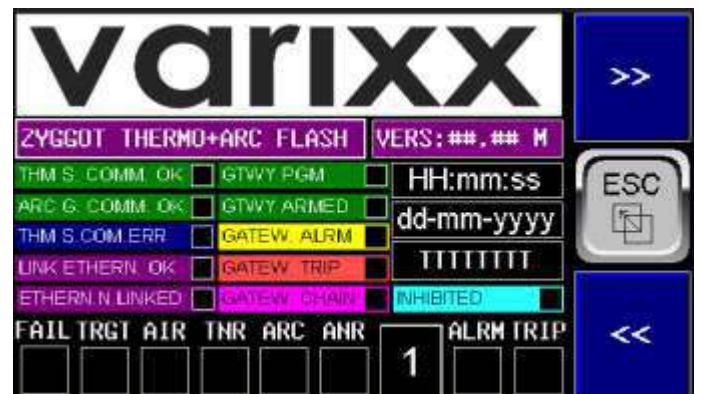 varixx
>>
ZYGGOT THERMO+ARC FLASH VERS:##.## M
THM S. COMM. OK GTWY PGM HH:mm:ss
ARC G. COMM. OK GTWY ARMED dd-mm-yyyy
THM S.COM.ERR GATEW. ALRM
LINK ETHERN. OK GATEW. TRIP TTTTTTTT
ETHERN.N.LINKED GATEW. CHAIN INHIBITED
ESC
FAIL TRGT AIR TNR ARC ANR 1 ALRM TRIP
<<